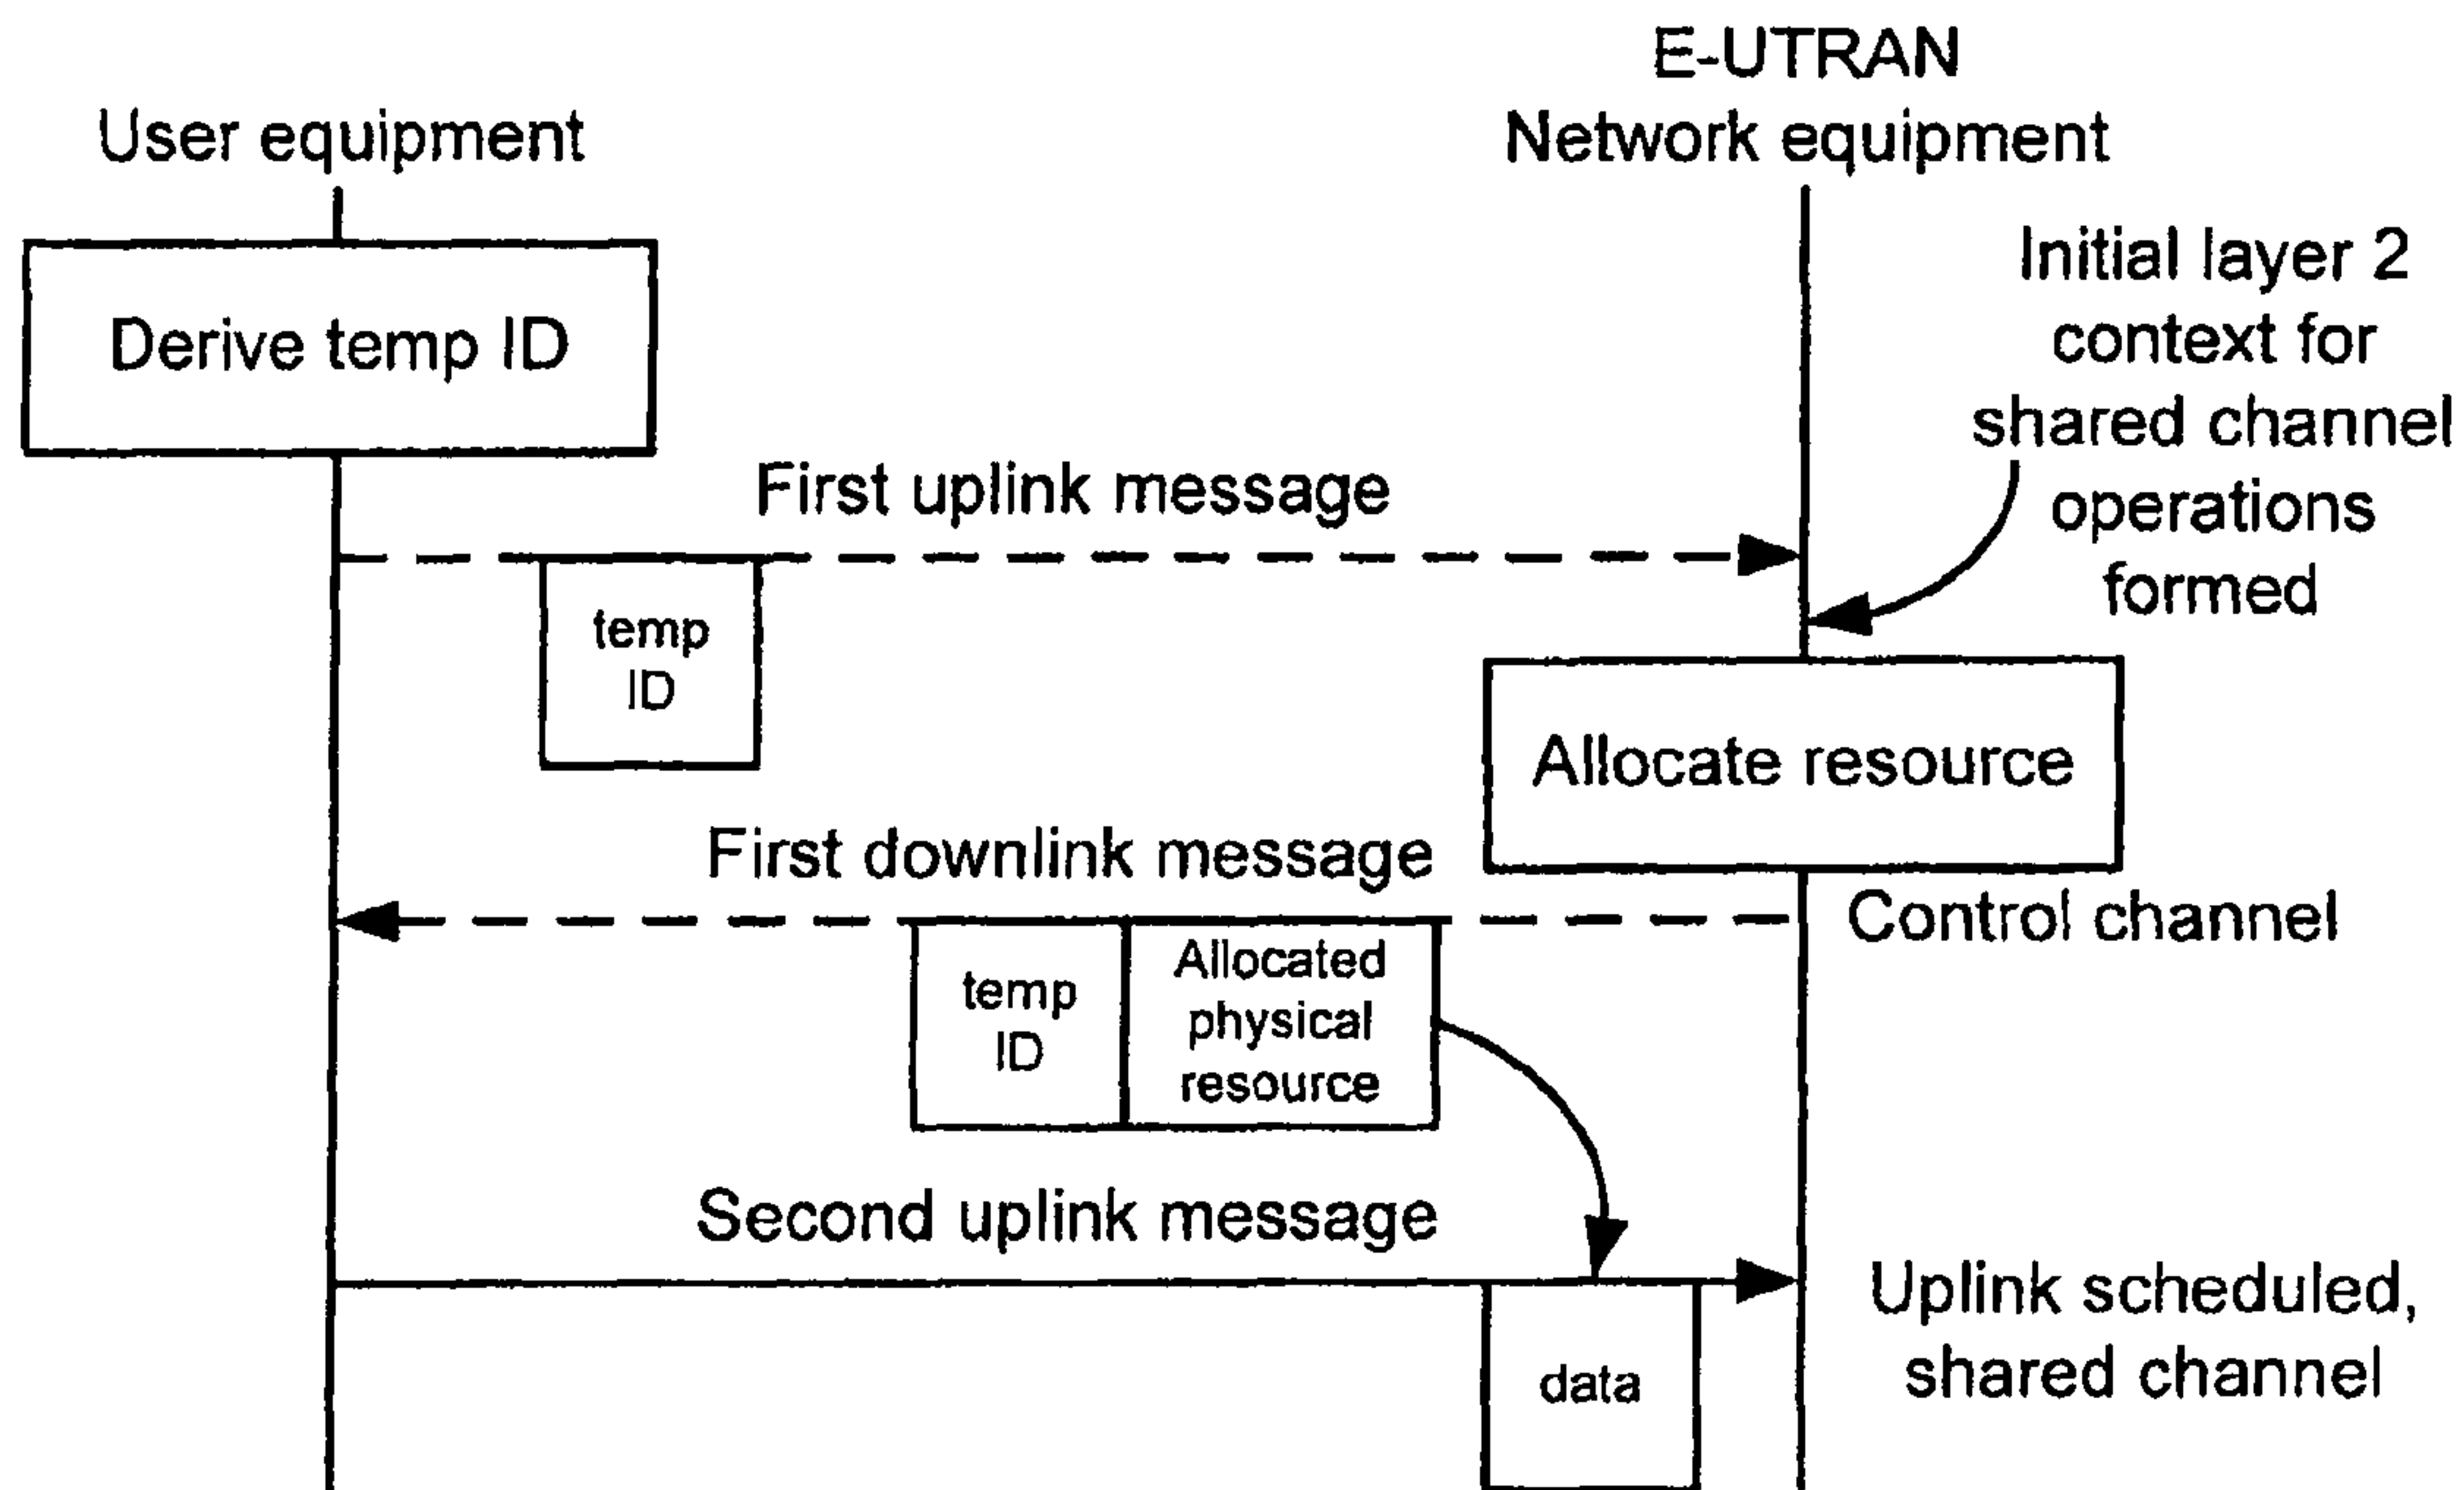 E-UTRAN
Network equipment
User equipment
Initial layer 2
context for
shared channel
operations
formed
Derive temp ID
First uplink message
temp
ID
Allocate resource
First downlink message
Control channel
temp
ID
Allocated
physical
resource
Second uplink message
Uplink scheduled,
shared channel
data